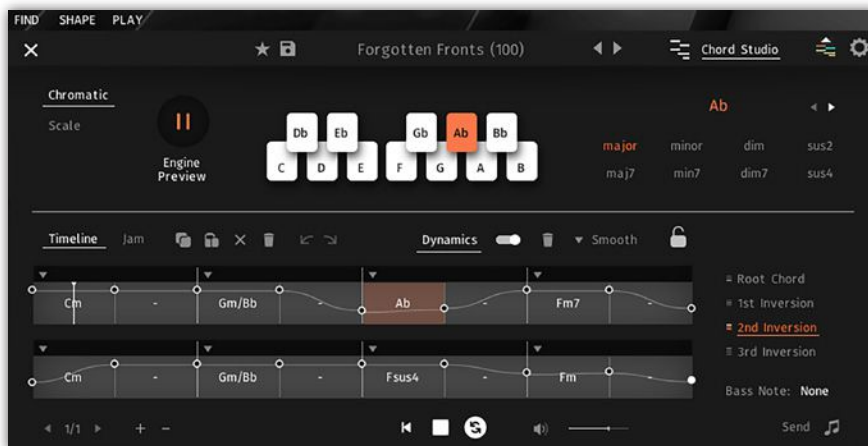 FIND SHAPE PLAY
Forgotten Fronts (100) Chord Studio
Chromatic Ab
Scale
Db Eb Gb Ab Bb
major minor dim sus2
C D E F G A B
maj7 min7 dim7 sus4
Engine
Preview
Timeline Jam Dynamics Smooth
Root Chord
Cm - Gm/Bb - Ab - Fm7 -
1st Inversion
2nd Inversion
3rd Inversion
Cm - Gm/Bb - Fsus4 - Fm -
Bass Note: None
1/1 + - Send